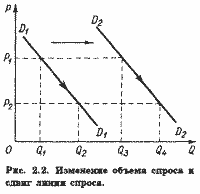 P
D₁
D₂
P₁
P₂
D₁
D₂
O
Q₁
Q₂
Q₃
Q₄
Q
Рис. 2.2. Изменение объема спроса и
сдвиг линии спроса.